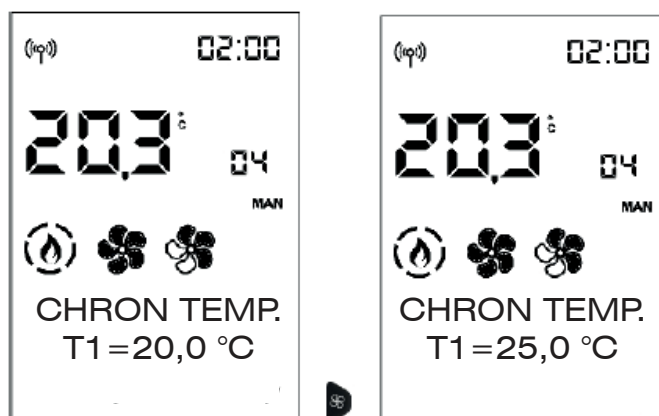 02:00
20,3 °C
04
MAN
CHRON TEMP.
T1=20,0 °C
02:00
20,3 °C
04
MAN
CHRON TEMP.
T1=25,0 °C